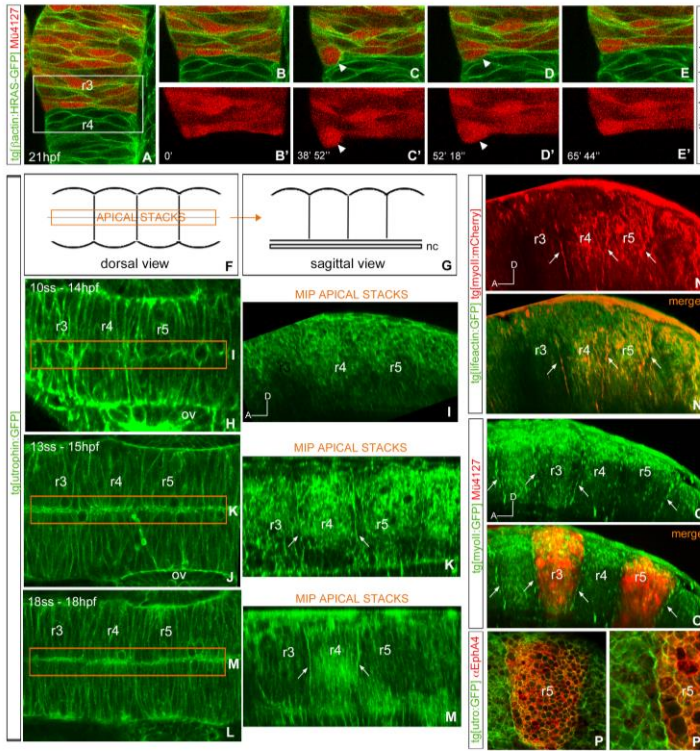 tg[βactin:HRAS-GFP] Mü4127
r3
r4
21hpf
A
B
C
D
E
B'
0'
C'
38' 52''
D'
52' 18''
E'
65' 44''
APICAL STACKS
dorsal view
F
sagittal view
nc
G
tg[utrophin:GFP]
10ss - 14hpf
r3
r4
r5
I
ov
H
MIP APICAL STACKS
r4
r5
D
A
I
13ss - 15hpf
r3
r4
r5
K
ov
J
MIP APICAL STACKS
r3
r4
r5
K
18ss - 18hpf
r3
r4
r5
M
L
MIP APICAL STACKS
r3
r4
r5
M
tg[lifeactin:GFP] tg[myoII:mCherry]
r3
r4
r5
D
A
N
merge
r3
r4
r5
N
tg[myoII:GFP] Mü4127
r3
r4
r5
D
A
merge
r3
r4
r5
tg[utro:GFP] αEphA4
r5
P
r5
P